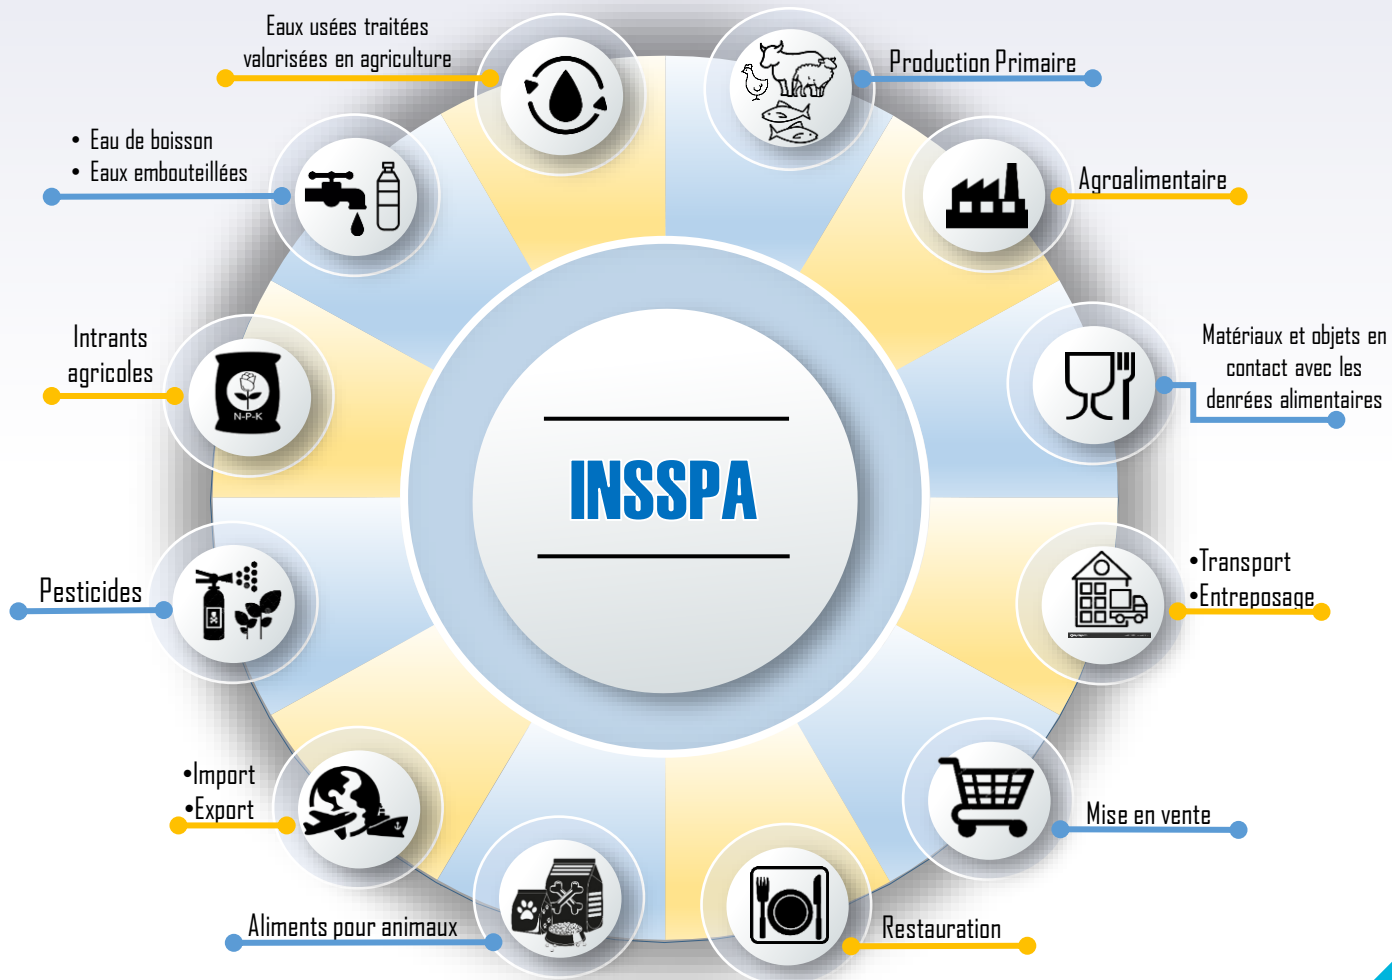 Eaux usées traitées
valorisées en agriculture
Production Primaire
• Eau de boisson
• Eaux embouteillées
Agroalimentaire
Intrants
agricoles
N-P-K
Matériaux et objets en
contact avec les
denrées alimentaires
INSSPA
Pesticides
•Transport
•Entreposage
•Import
•Export
Mise en vente
Aliments pour animaux
Restauration